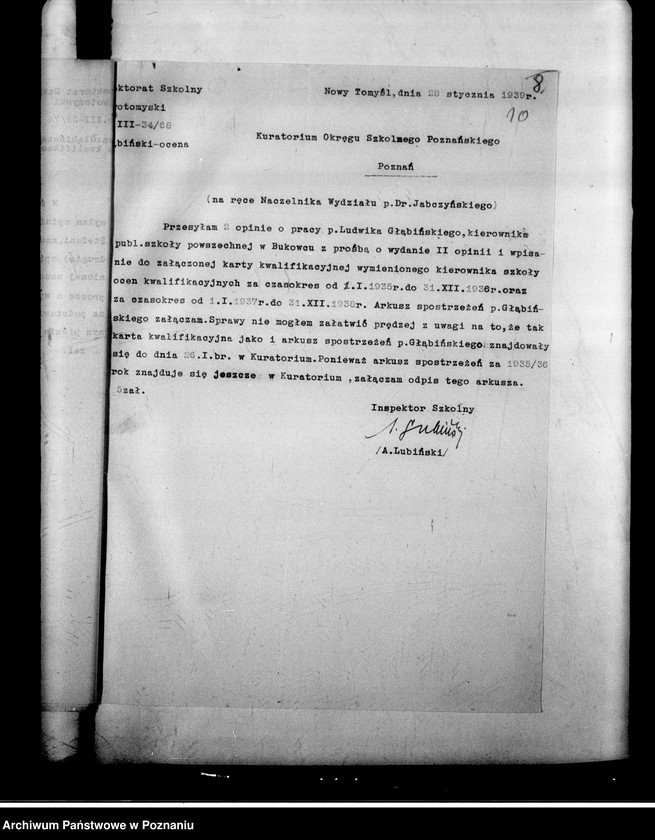 ktorat Szkolny
otomyski
III-34/68
biński-ocena
Nowy Tomyśl,dnia 28 stycznia 1939r.
8.
10
Kuratorium Okręgu Szkolnego Poznańskiego
Poznań
(na ręce Naczelnika Wydziału p.Dr.Jabczyńskiego)
Przesyłam 2 opinie o pracy p.Ludwika Głąbińskiego,kierownika
publ.szkoły powszechnej w Bukowcu z prośbą o wydanie II opinii i wpisa-
nie do załączonej karty kwalifikacyjnej wymienionego kierownika szkoły
ocen kwalifikacyjnych za czasokres od 1.I.1935r.do 31.XII.1936r.oraz
za czasokres od 1.I.1937r.do 31.XII.1938r. Arkusz spostrzeżeń p.Głąbiń-
skiego załączam.Sprawy nie mogłem załatwić prędzej z uwagi na to,że tak
karta kwalifikacyjna jako i arkusz spostrzeżeń p.Głąbińskiego znajdowały
się do dnia 26.I.br. w Kuratorium.Ponieważ arkusz spostrzeżeń za 1935/36
rok znajduje się jeszcze w Kuratorium ,załączam odpis tego arkusza.
5zał.
Inspektor Szkolny
/A.Lubiński/
Archiwum Państwowe w Poznaniu